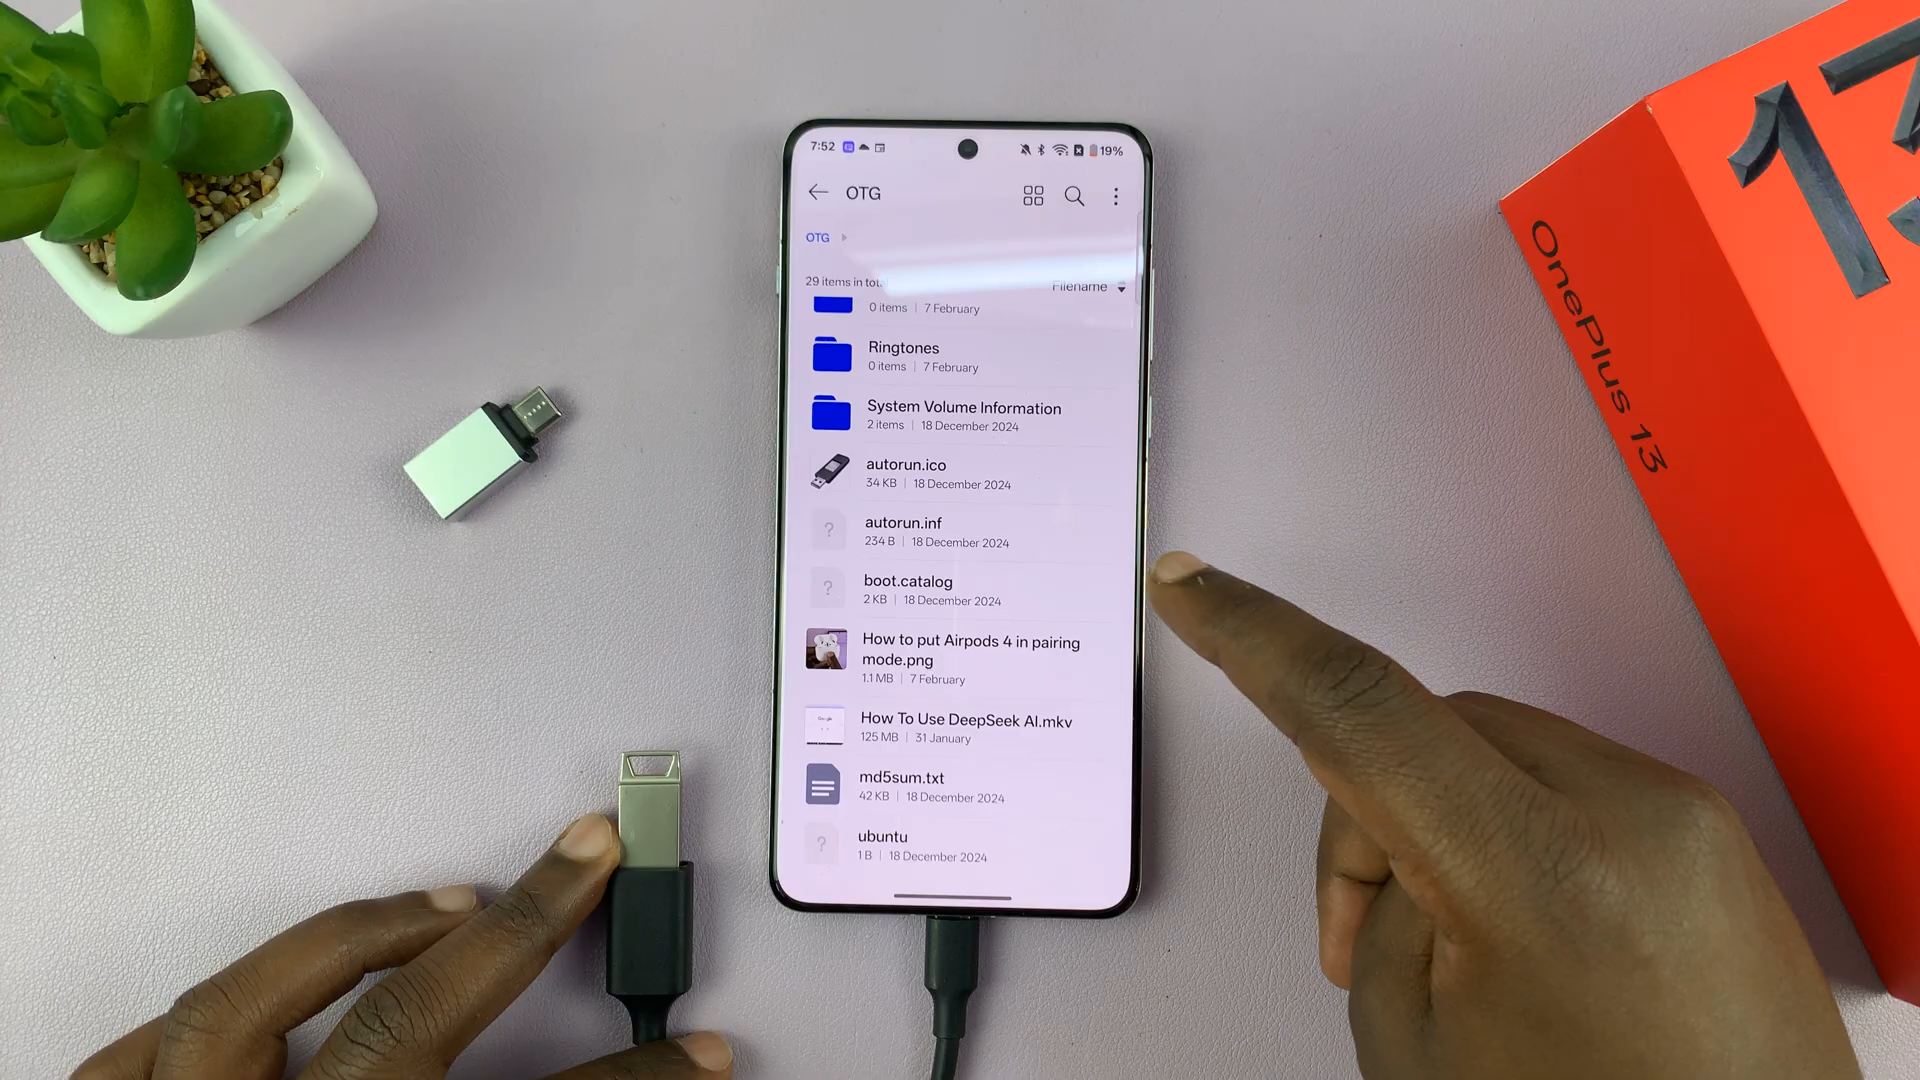 7:52
19%
OTG
OTG
29 items in total
Filename
0 items | 7 February
Ringtones
0 items | 7 February
System Volume Information
2 items | 18 December 2024
autorun.ico
34 KB | 18 December 2024
autorun.inf
234 B | 18 December 2024
boot.catalog
2 KB | 18 December 2024
How to put Airpods 4 in pairing
mode.png
1.1 MB | 7 February
How To Use DeepSeek AI.mkv
125 MB | 31 January
md5sum.txt
42 KB | 18 December 2024
ubuntu
1 B | 18 December 2024
13
OnePlus 13